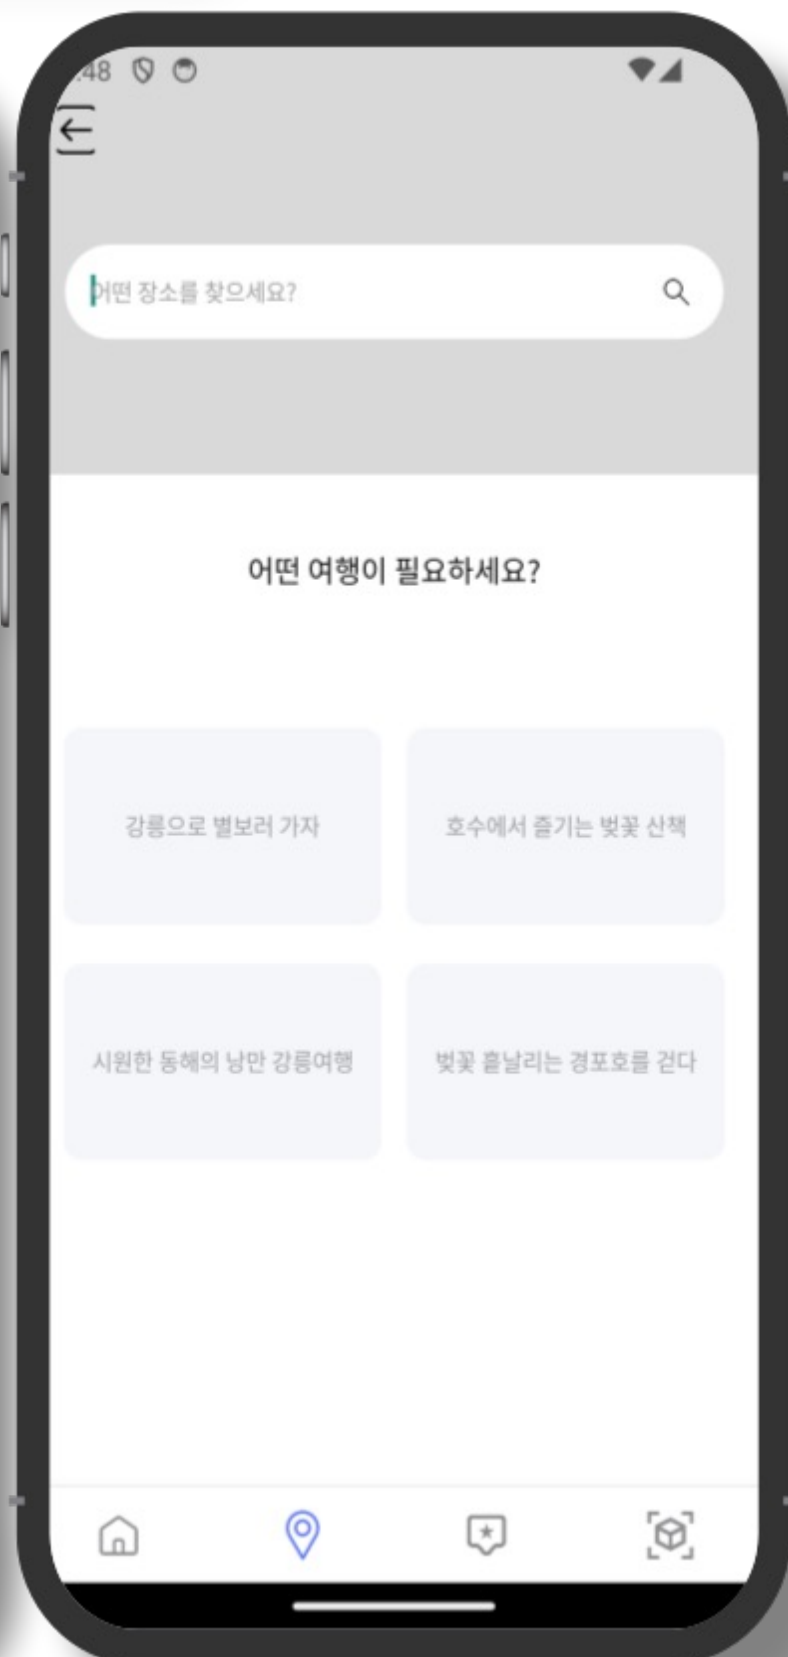 :48
어떤 장소를 찾으세요?
어떤 여행이 필요하세요?
강릉으로 별보러 가자
호수에서 즐기는 벚꽃 산책
시원한 동해의 낭만 강릉여행
벚꽃 흩날리는 경포호를 걷다